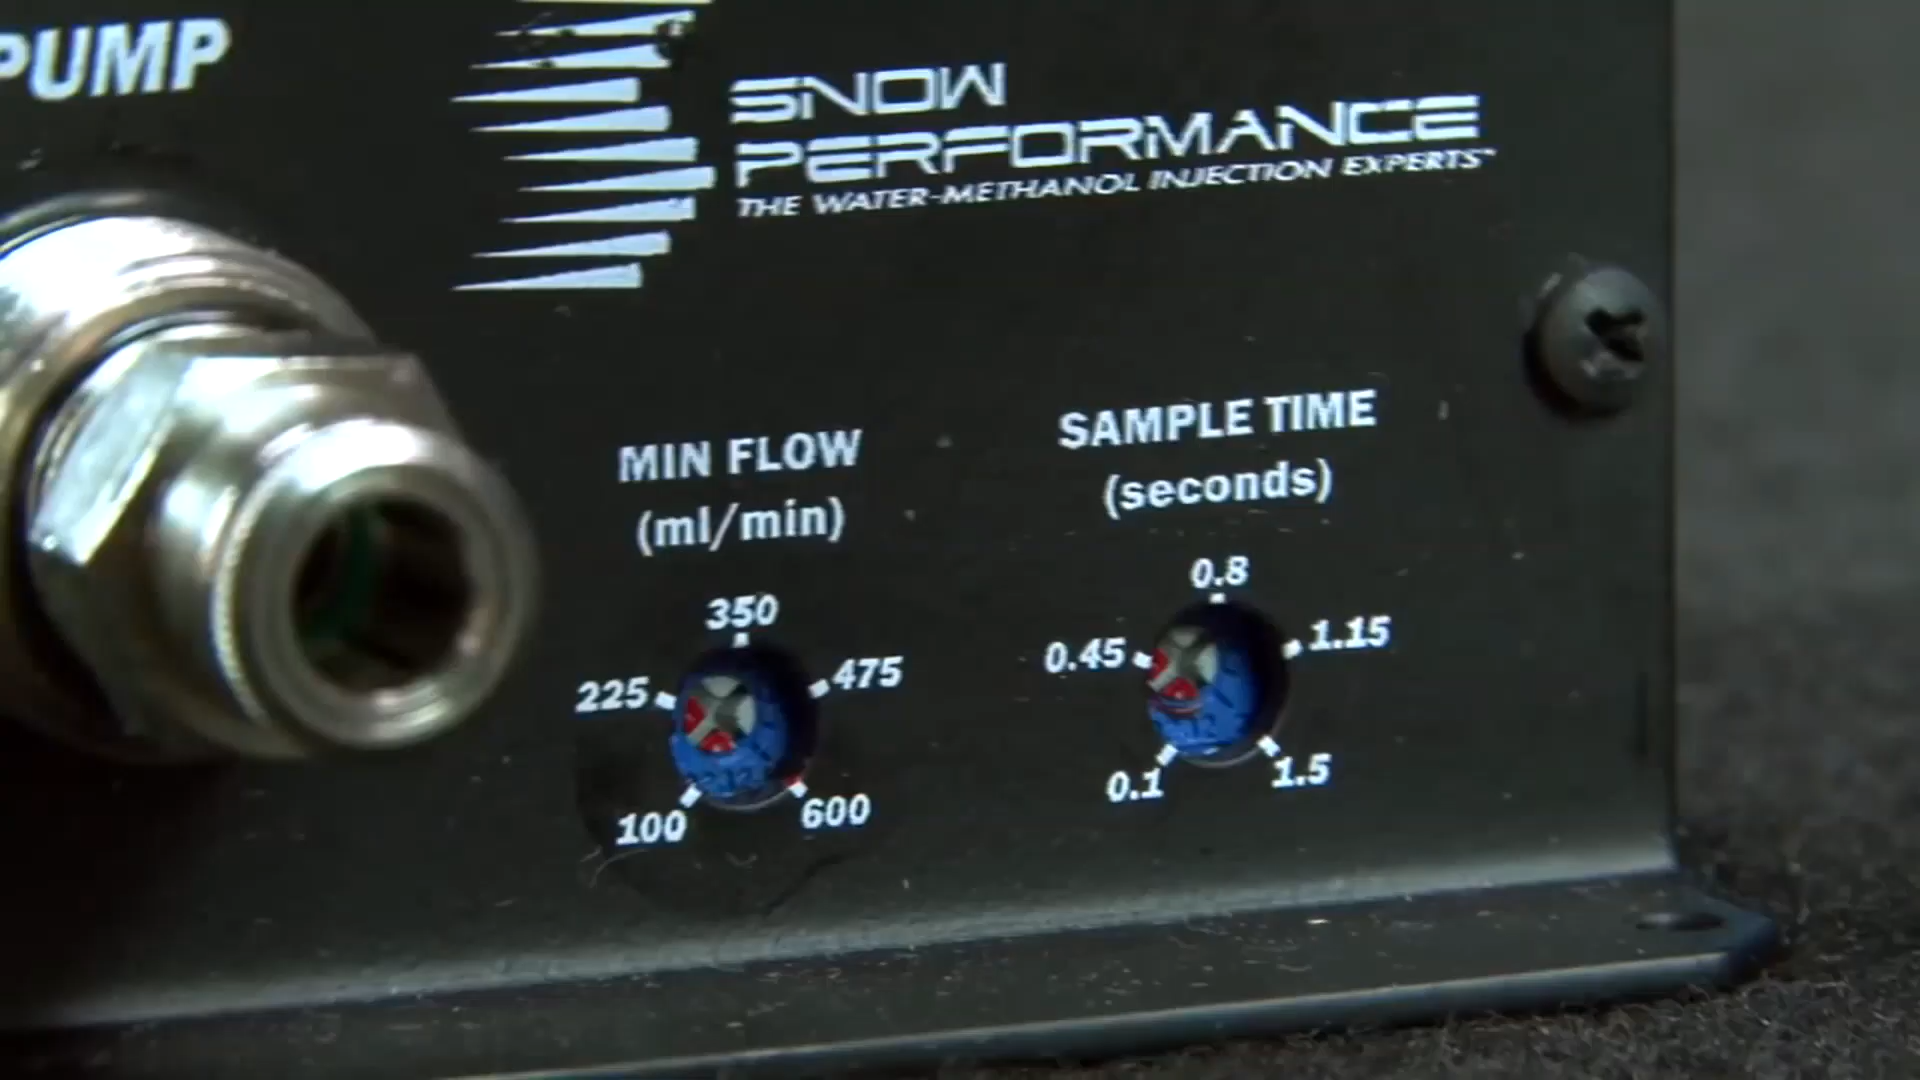 PUMP
SNOW
PERFORMANCE
THE WATER-METHANOL INJECTION EXPERTS™
MIN FLOW
(ml/min)
350
225
475
100
600
SAMPLE TIME
(seconds)
0.8
0.45
1.15
0.1
1.5